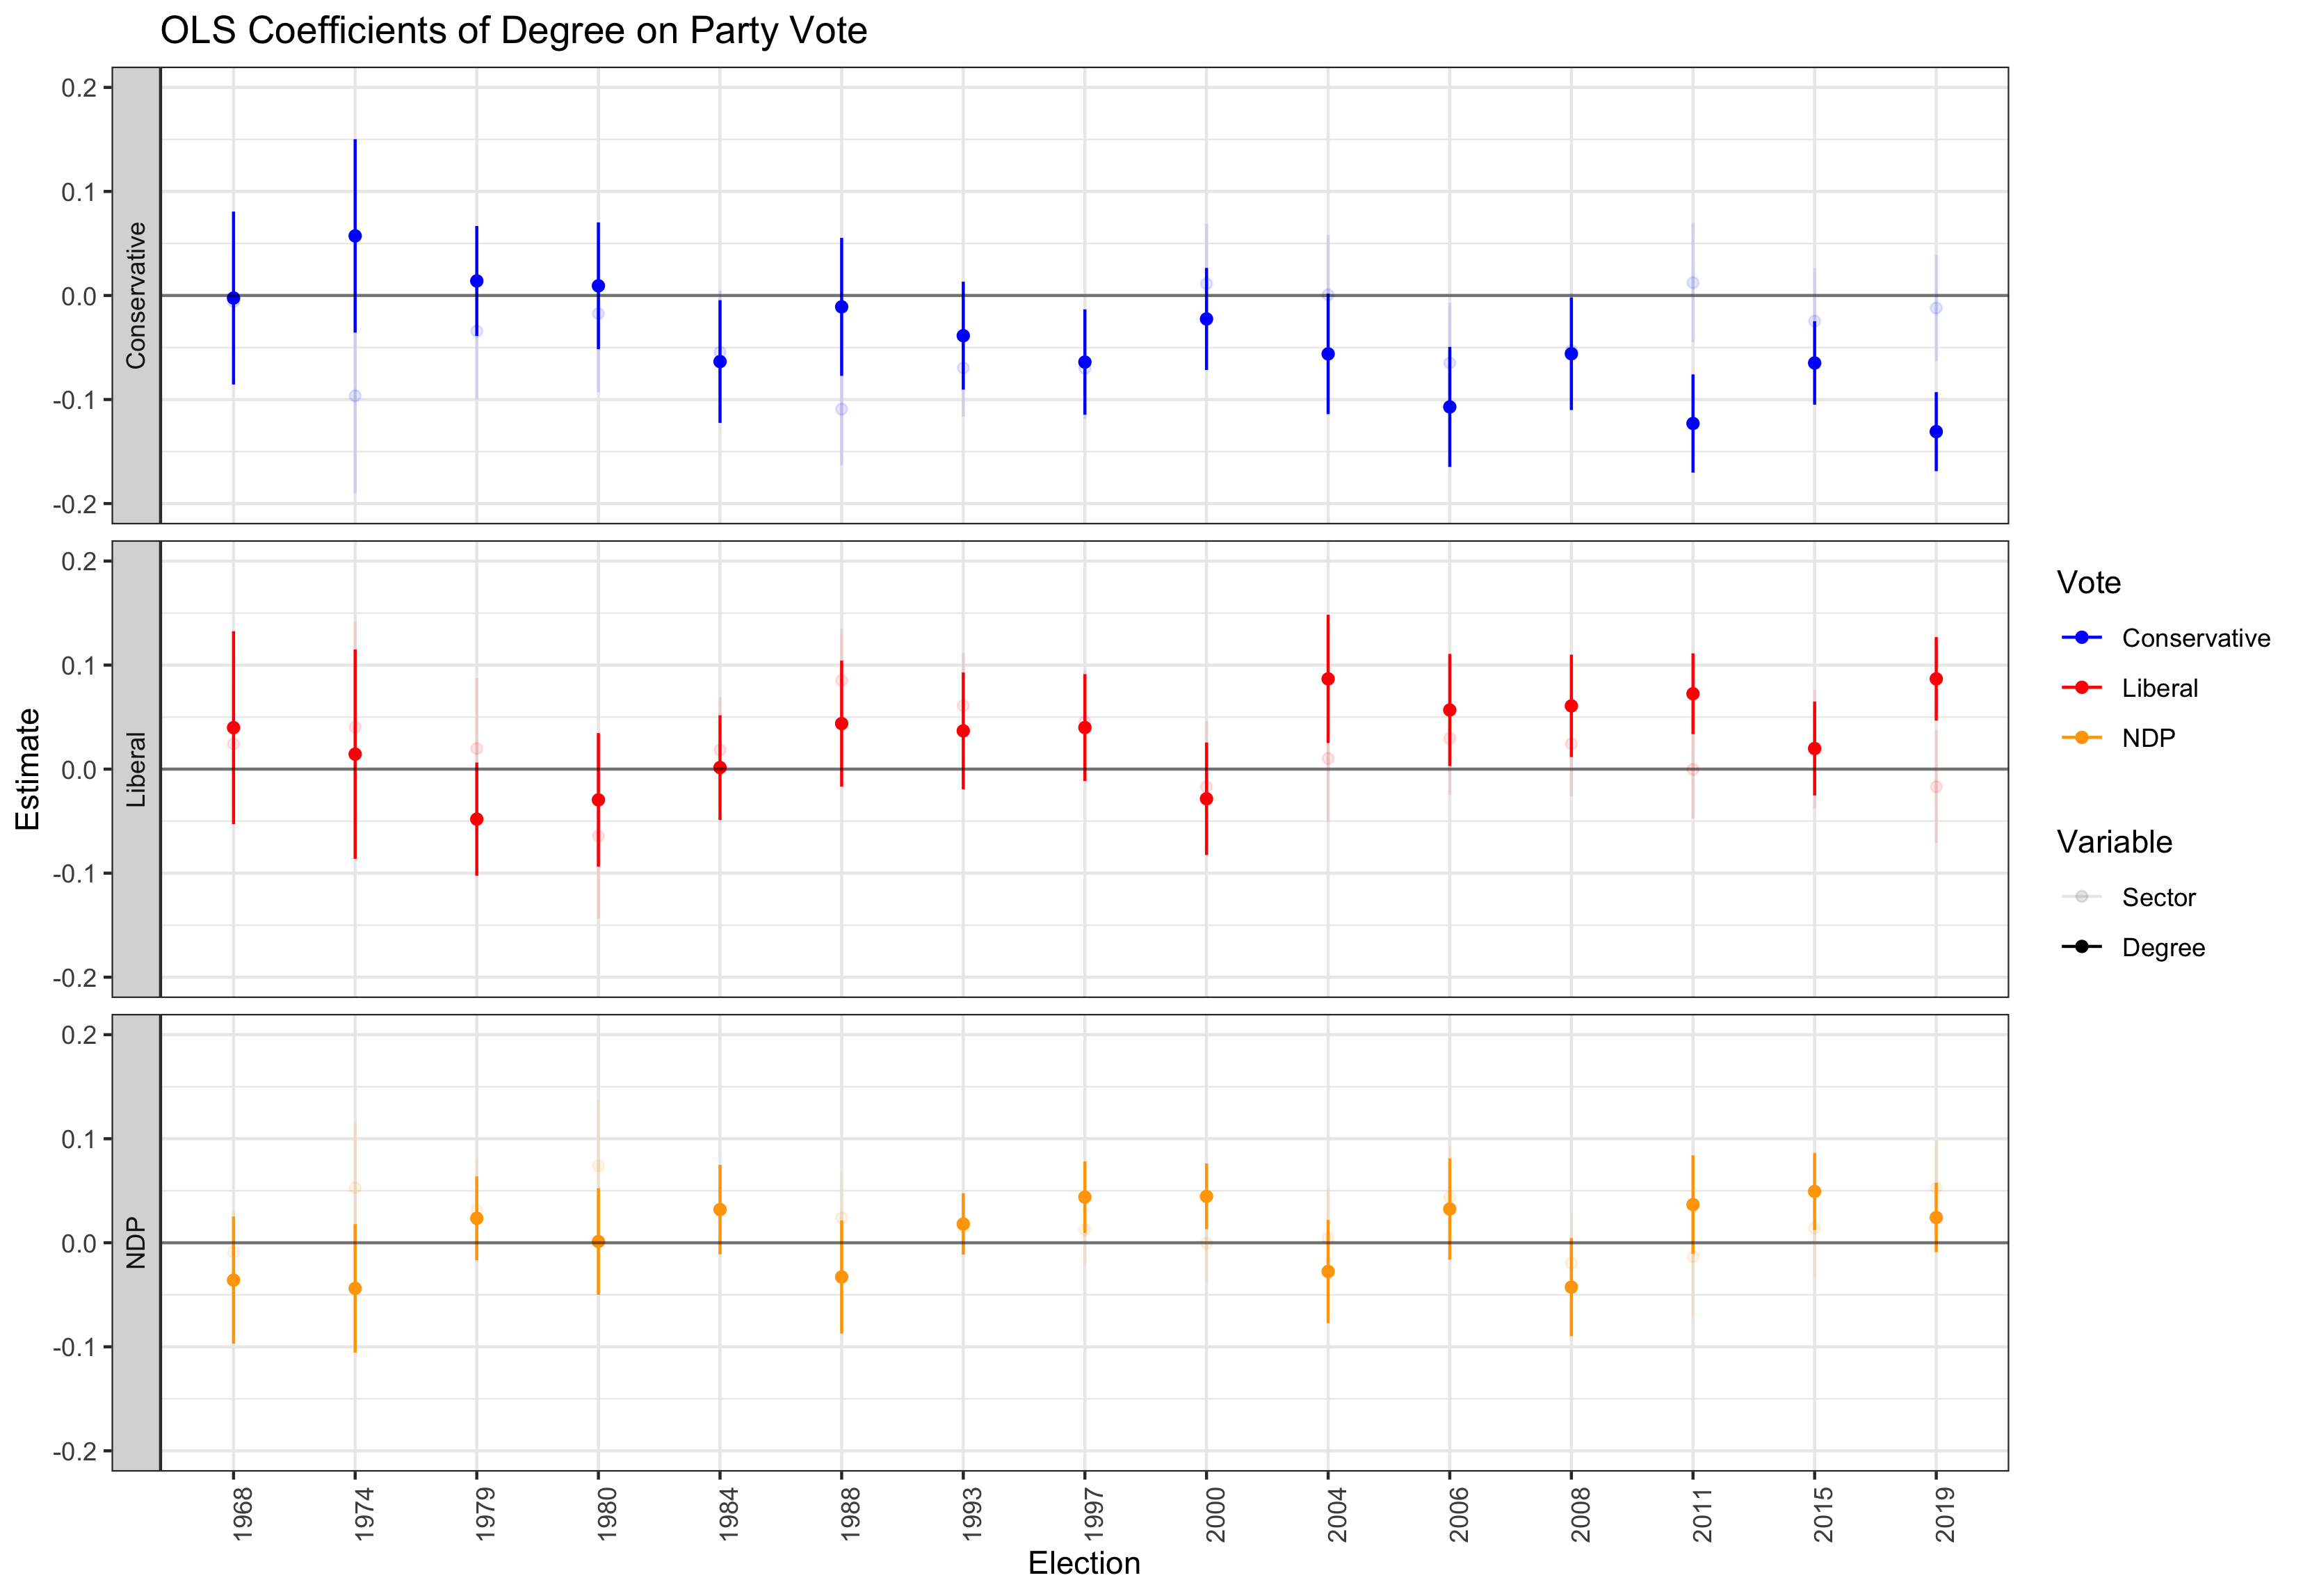 OLS Coefficients of Degree on Party Vote
0.2
0.1
0.0
-0.1
-0.2
Conservative
0.2
0.1
0.0
-0.1
-0.2
Liberal
0.2
0.1
0.0
-0.1
-0.2
NDP
Estimate
1968
1974
1979
1980
1984
1988
1993
1997
2000
2004
2006
2008
2011
2015
2019
Election
Vote
Conservative
Liberal
NDP
Variable
Sector
Degree